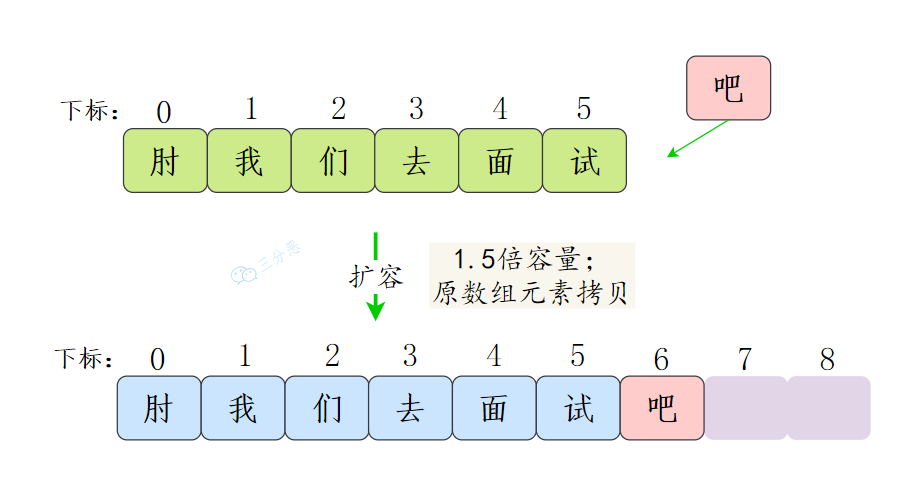 吧
下标: 0 1 2 3 4 5
肘 我 们 去 面 试
三分恶
扩容
1.5倍容量;
原数组元素拷贝
下标: 0 1 2 3 4 5 6 7 8
肘 我 们 去 面 试 吧